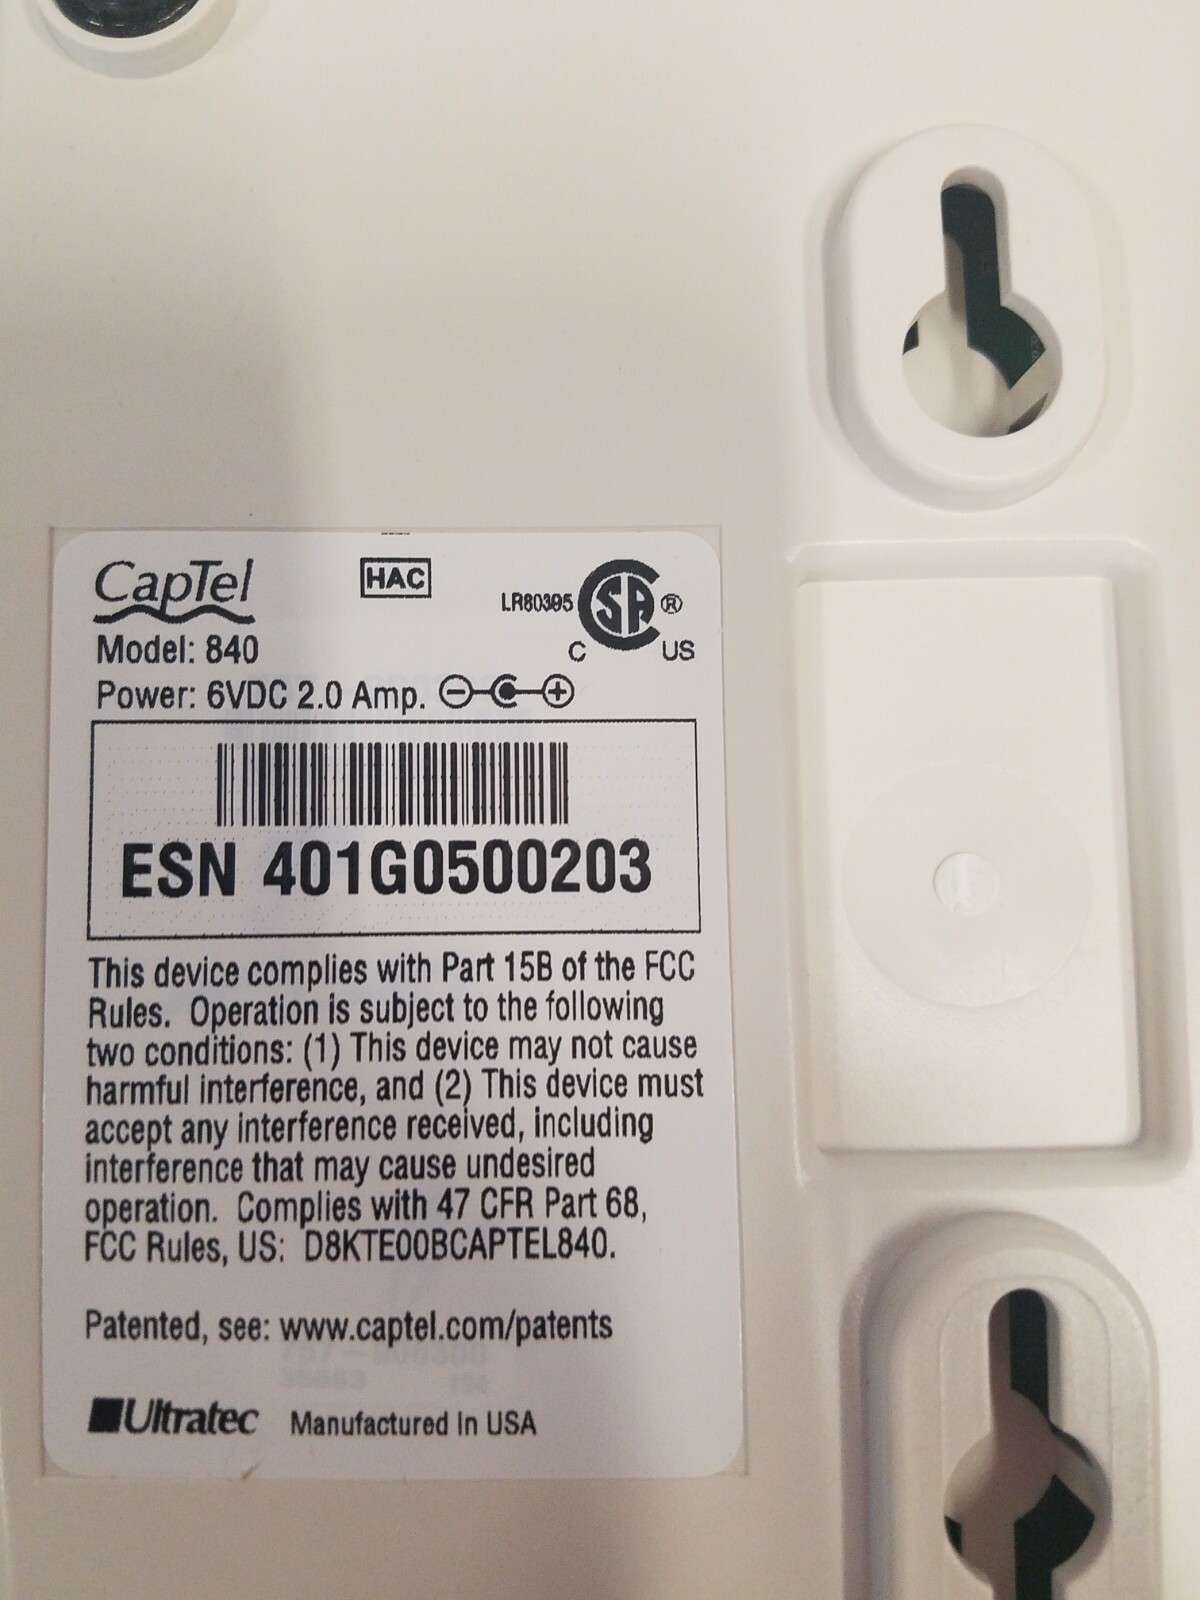 CapTel
HAC
LR80395 SA ®
C US
Model: 840
Power: 6VDC 2.0 Amp.
ESN 401G0500203
This device complies with Part 15B of the FCC
Rules. Operation is subject to the following
two conditions: (1) This device may not cause
harmful interference, and (2) This device must
accept any interference received, including
interference that may cause undesired
operation. Complies with 47 CFR Part 68,
FCC Rules, US: D8KTE00BCAPTEL840.
Patented, see: www.captel.com/patents
Ultratec Manufactured In USA